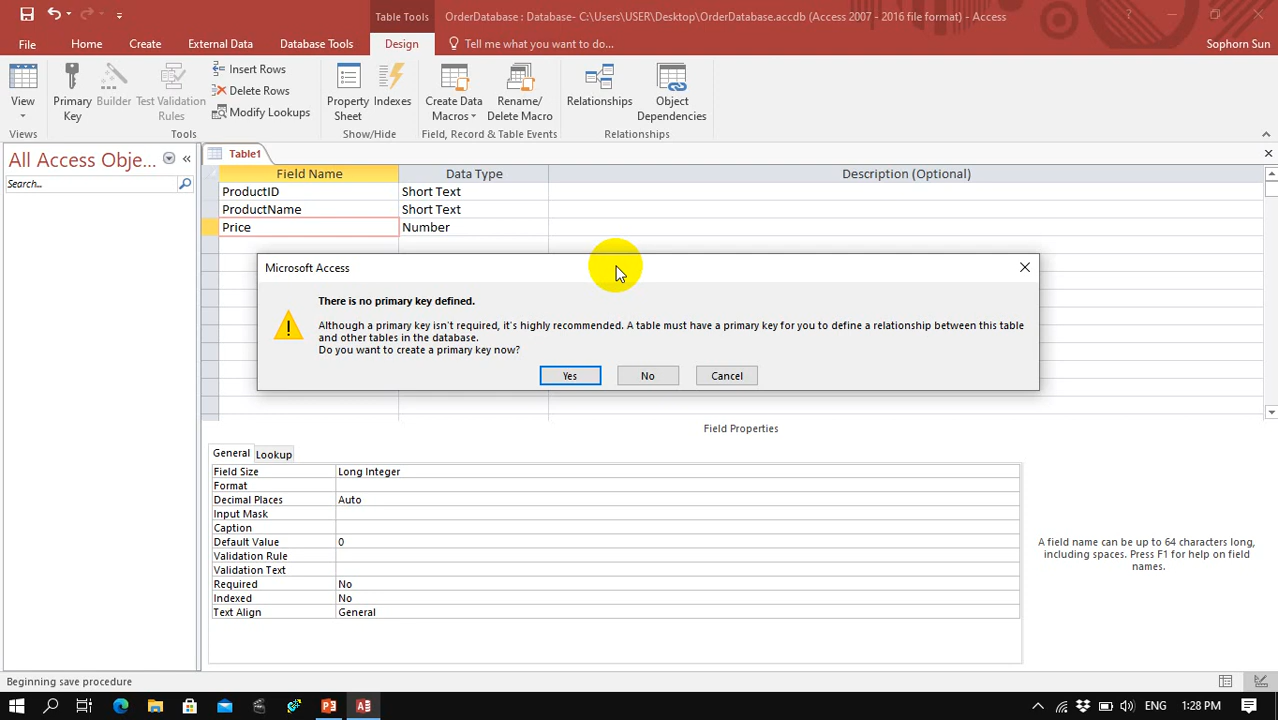 Table Tools
OrderDatabase : Database- C:\Users\USER\Desktop\OrderDatabase.accdb (Access 2007 - 2016 file format) - Access
File
Home
Create
External Data
Database Tools
Design
Tell me what you want to do...
Sophorn Sun
View
Primary Key
Builder
Test Validation Rules
Insert Rows
Delete Rows
Modify Lookups
Property Sheet
Indexes
Create Data Macros
Rename/ Delete Macro
Relationships
Object Dependencies
Views
Tools
Show/Hide
Field, Record & Table Events
Relationships
All Access Obje...
Search...
Table1
Field Name
Data Type
Description (Optional)
ProductID
Short Text
ProductName
Short Text
Price
Number
Microsoft Access
There is no primary key defined.
Although a primary key isn't required, it's highly recommended. A table must have a primary key for you to define a relationship between this table
and other tables in the database.
Do you want to create a primary key now?
Yes
No
Cancel
Field Properties
General
Lookup
Field Size
Long Integer
Format
Decimal Places
Auto
Input Mask
Caption
Default Value
0
Validation Rule
Validation Text
Required
No
Indexed
No
Text Align
General
A field name can be up to 64 characters long,
including spaces. Press F1 for help on field
names.
Beginning save procedure
ENG
1:28 PM